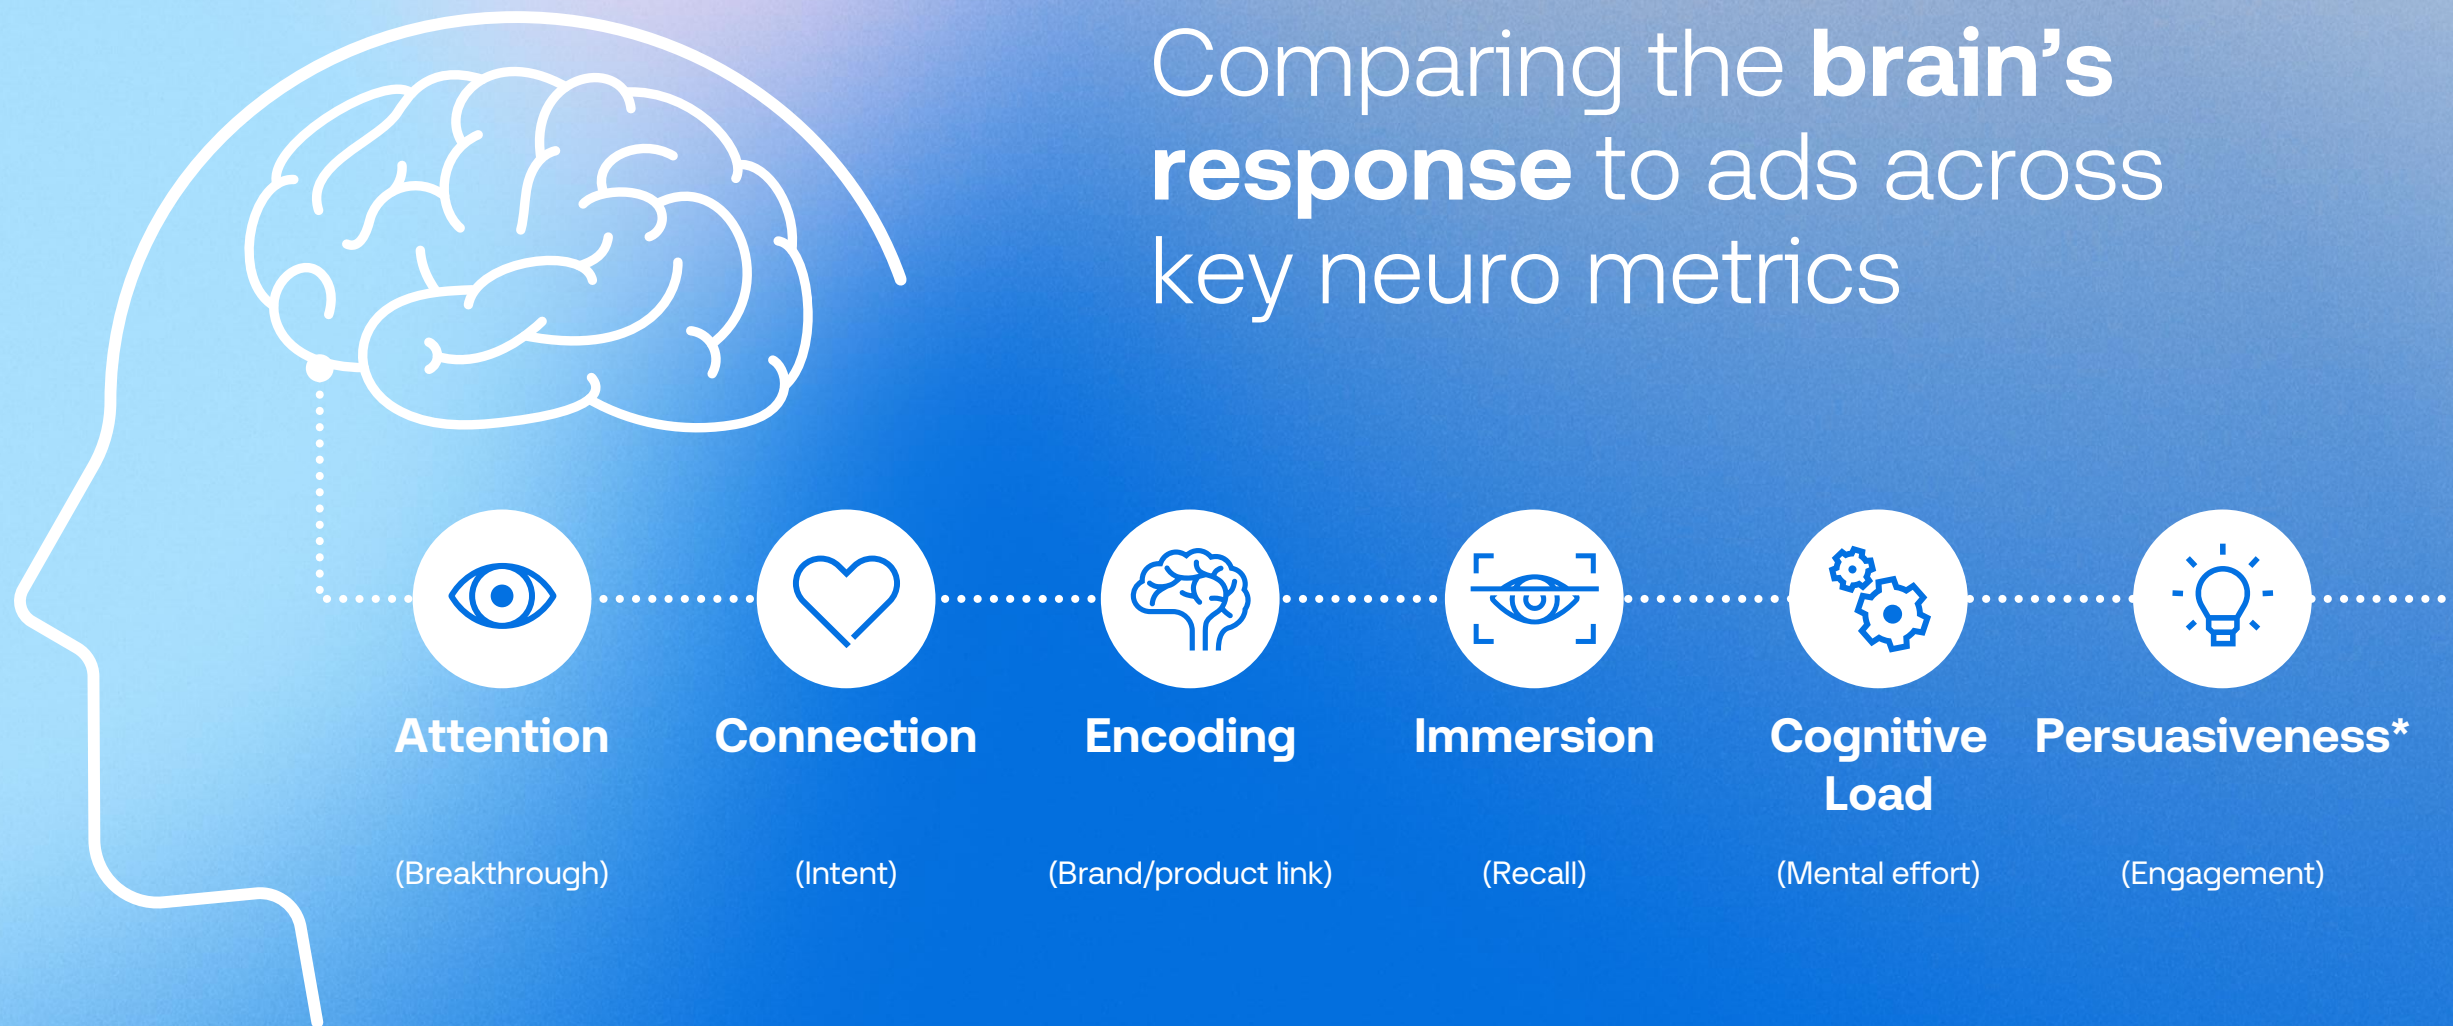 Comparing the brain’s
response to ads across
key neuro metrics
Attention
(Breakthrough)
Connection
(Intent)
Encoding
(Brand/product link)
Immersion
(Recall)
Cognitive
Load
(Mental effort)
Persuasiveness*
(Engagement)